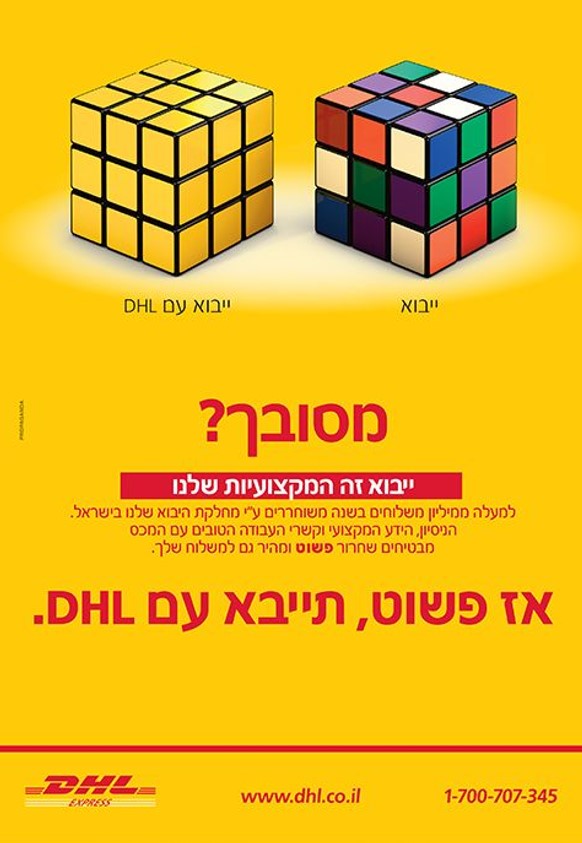 ייבוא
ייבוא עם DHL
PROPAGANDA
מסובך?
ייבוא זה המקצועיות שלנו
למעלה ממיליון משלוחים בשנה משוחררים ע"י מחלקת היבוא שלנו בישראל.
הניסיון, הידע המקצועי וקשרי העבודה הטובים עם המכס
מבטיחים שחרור פשוט ומהיר גם למשלוח שלך.
אז פשוט, תייבא עם DHL.
DHL
EXPRESS
www.dhl.co.il
1-700-707-345